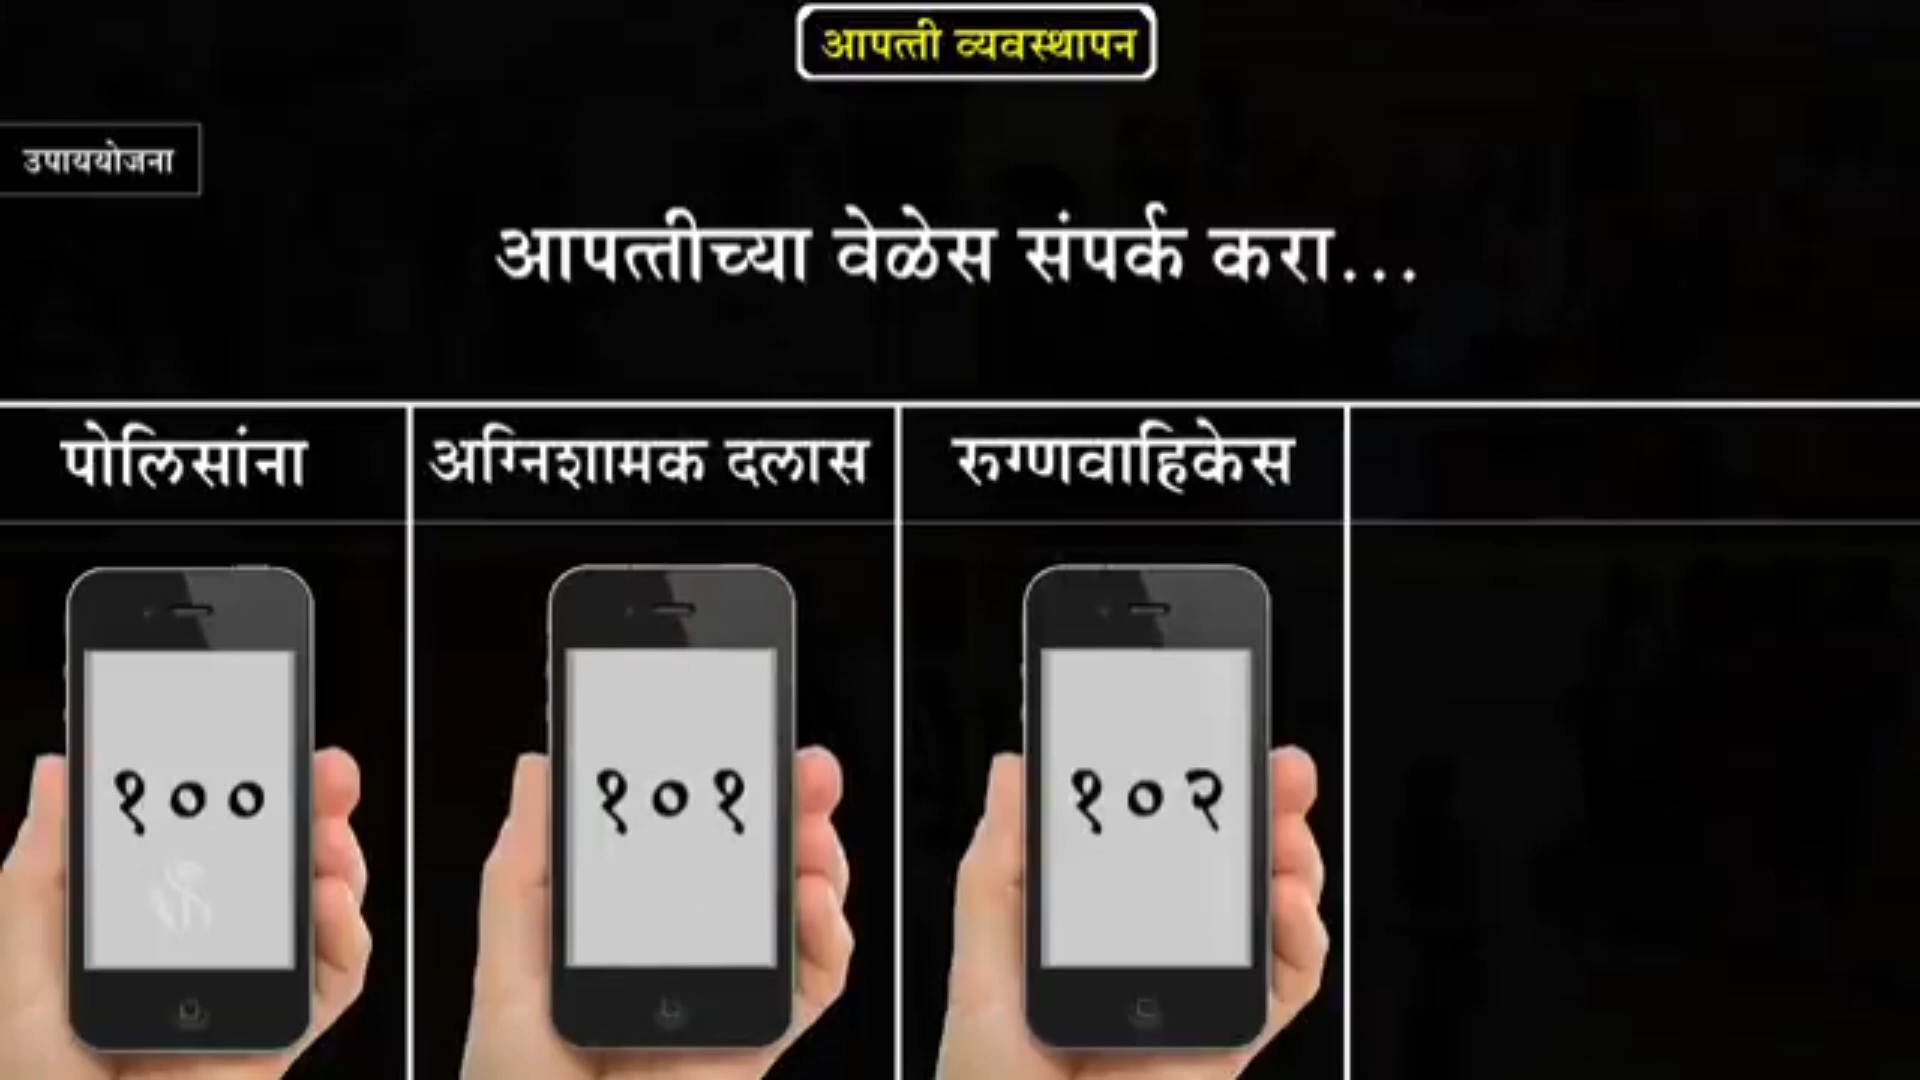 आपत्ती व्यवस्थापन
उपाययोजना
आपत्तीच्या वेळेस संपर्क करा...
पोलिसांना
अग्निशामक दलास
रुग्णवाहिकेस
१००
१०१
१०२